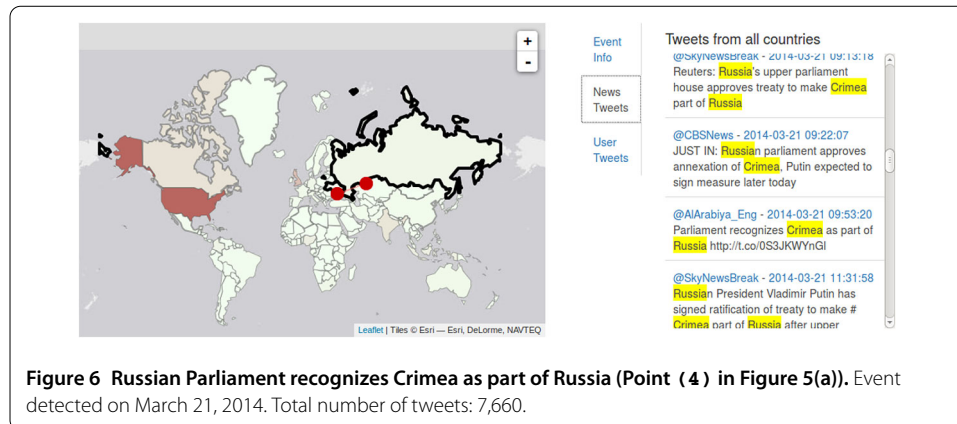 +
-
Leaflet | Tiles © Esri — Esri, DeLorme, NAVTEQ
Event
Info
News
Tweets
User
Tweets
Tweets from all countries
@SkyNewsBreak - 2014-03-21 09:13:18
Reuters: Russia's upper parliament
house approves treaty to make Crimea
part of Russia
@CBSNews - 2014-03-21 09:22:07
JUST IN: Russian parliament approves
annexation of Crimea, Putin expected to
sign measure later today
@AlArabiya_Eng - 2014-03-21 09:53:20
Parliament recognizes Crimea as part of
Russia http://t.co/0S3JKWYnGl
@SkyNewsBreak - 2014-03-21 11:31:58
Russian President Vladimir Putin has
signed ratification of treaty to make #
Crimea part of Russia after upper
Figure 6 Russian Parliament recognizes Crimea as part of Russia (Point (4) in Figure 5(a)). Event
detected on March 21, 2014. Total number of tweets: 7,660.